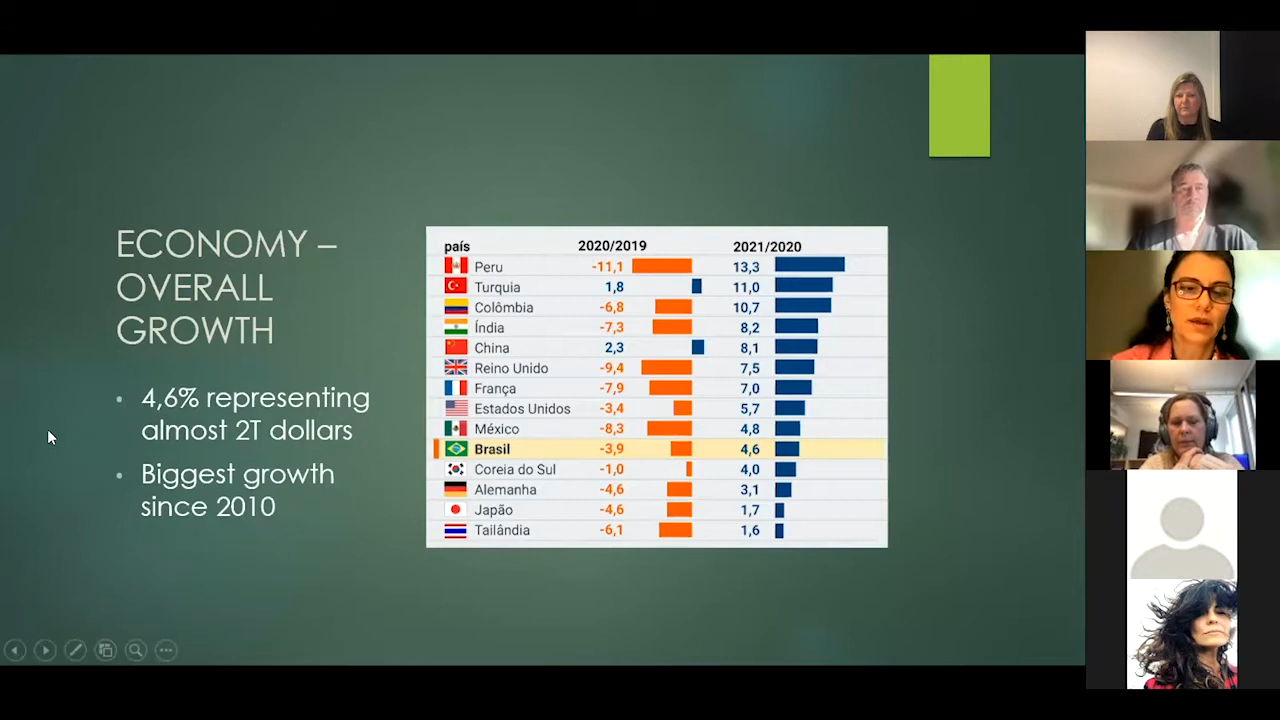 ECONOMY –
OVERALL
GROWTH
• 4,6% representing
almost 2T dollars
• Biggest growth
since 2010
país 2020/2019 2021/2020
Peru -11,1 13,3
Turquia 1,8 11,0
Colômbia -6,8 10,7
Índia -7,3 8,2
China 2,3 8,1
Reino Unido -9,4 7,5
França -7,9 7,0
Estados Unidos -3,4 5,7
México -8,3 4,8
Brasil -3,9 4,6
Coreia do Sul -1,0 4,0
Alemanha -4,6 3,1
Japão -4,6 1,7
Tailândia -6,1 1,6